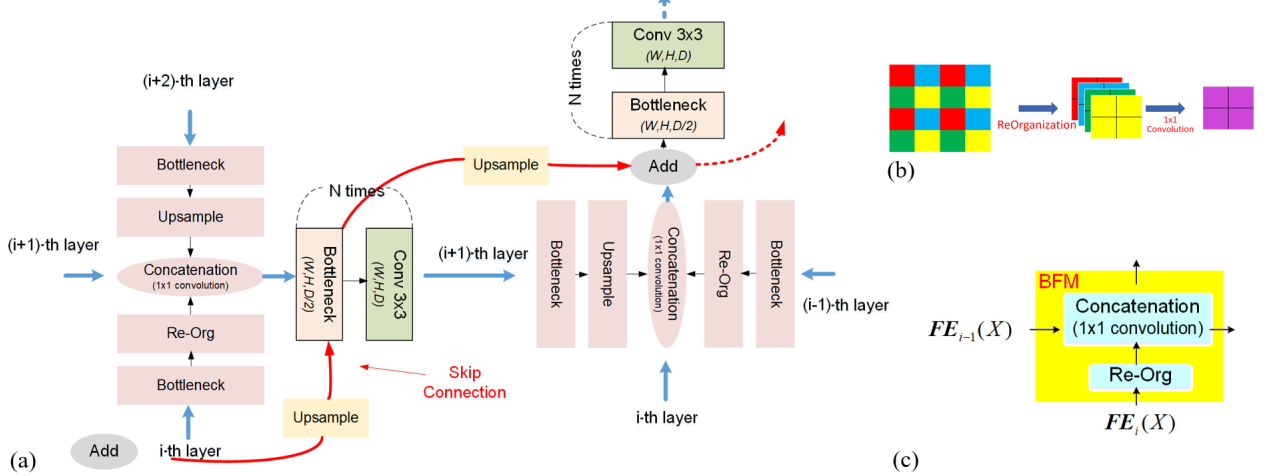 (i+2)-th layer
Bottleneck
Upsample
(i+1)-th layer
Concatenation
(1x1 convolution)
Re-Org
Bottleneck
i-th layer
Add
(a)
N times
Bottleneck
(W,H,D/2)
Conv 3x3
(W,H,D)
Upsample
Skip
Connection
Upsample
(i+1)-th layer
N times
Conv 3x3
(W,H,D)
Bottleneck
(W,H,D/2)
Add
Bottleneck
Upsample
Concatenation
(1x1 convolution)
Re-Org
Bottleneck
(i-1)-th layer
i-th layer
ReOrganization
1x1
Convolution
(b)
BFM
Concatenation
(1x1 convolution)
Re-Org
FEᵢ₋₁(X)
FEᵢ(X)
(c)